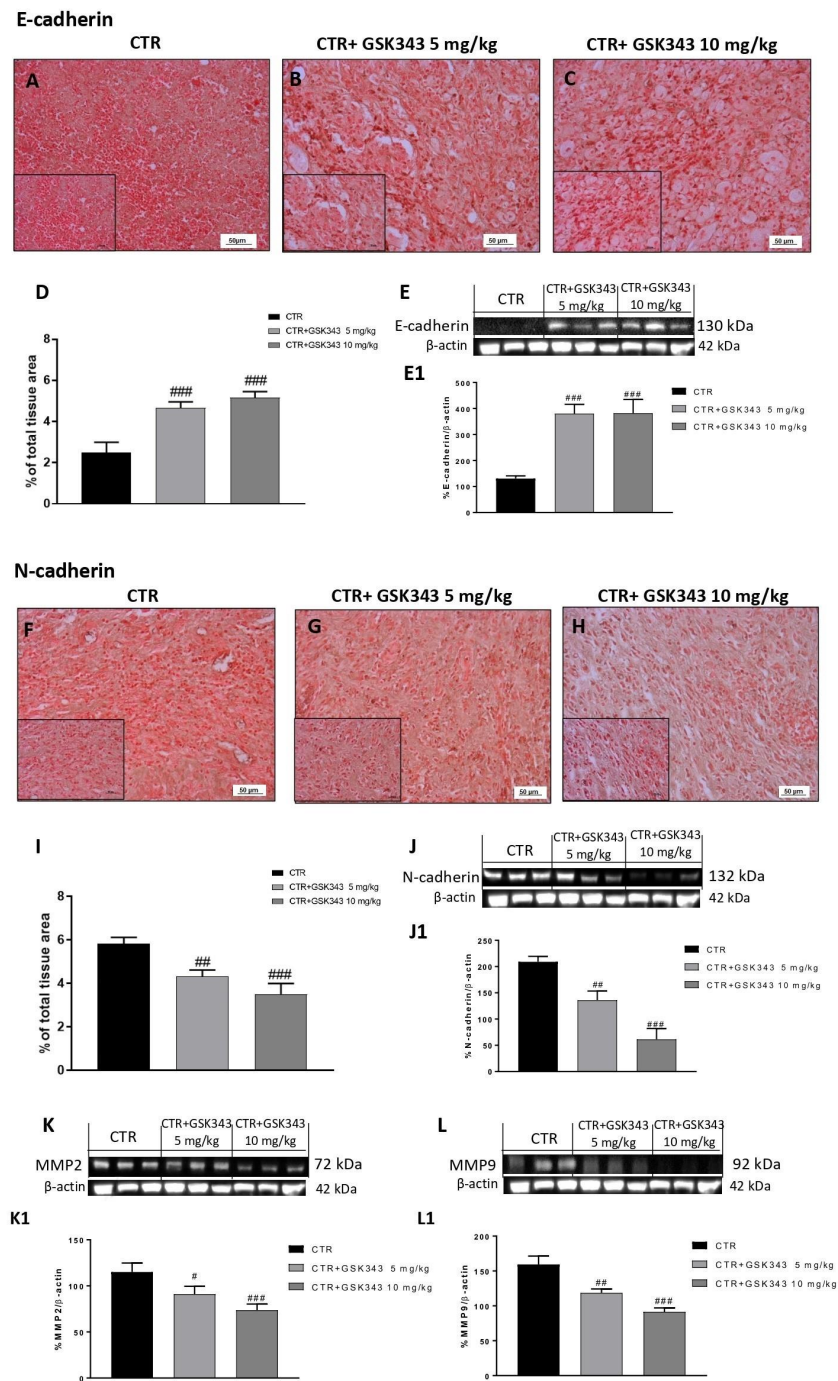 E-cadherin
CTR
CTR+ GSK343 5 mg/kg
CTR+ GSK343 10 mg/kg
A
B
C
50µm
50 µm
50 µm
D
CTR
CTR+GSK343 5 mg/kg
CTR+GSK343 10 mg/kg
% of total tissue area
8
6
4
2
0
###
###
E
CTR
CTR+GSK343
5 mg/kg
CTR+GSK343
10 mg/kg
E-cadherin
130 kDa
β-actin
42 kDa
E1
% E-cadherin/β-actin
500
400
300
200
100
0
###
###
CTR
CTR+GSK343 5 mg/kg
CTR+GSK343 10 mg/kg
N-cadherin
CTR
CTR+ GSK343 5 mg/kg
CTR+ GSK343 10 mg/kg
F
G
H
50 µm
50 µm
50 µm
I
CTR
CTR+GSK343 5 mg/kg
CTR+GSK343 10 mg/kg
% of total tissue area
8
6
4
2
0
##
###
J
CTR
CTR+GSK343
5 mg/kg
CTR+GSK343
10 mg/kg
N-cadherin
132 kDa
β-actin
42 kDa
J1
% N-cadherin/β-actin
250
200
150
100
50
0
##
###
CTR
CTR+GSK343 5 mg/kg
CTR+GSK343 10 mg/kg
K
CTR
CTR+GSK343
5 mg/kg
CTR+GSK343
10 mg/kg
MMP2
72 kDa
β-actin
42 kDa
L
CTR
CTR+GSK343
5 mg/kg
CTR+GSK343
10 mg/kg
MMP9
92 kDa
β-actin
42 kDa
K1
% MMP2/β-actin
150
100
50
0
#
###
CTR
CTR+GSK343 5 mg/kg
CTR+GSK343 10 mg/kg
L1
% MMP9/β-actin
200
150
100
50
0
##
###
CTR
CTR+GSK343 5 mg/kg
CTR+GSK343 10 mg/kg